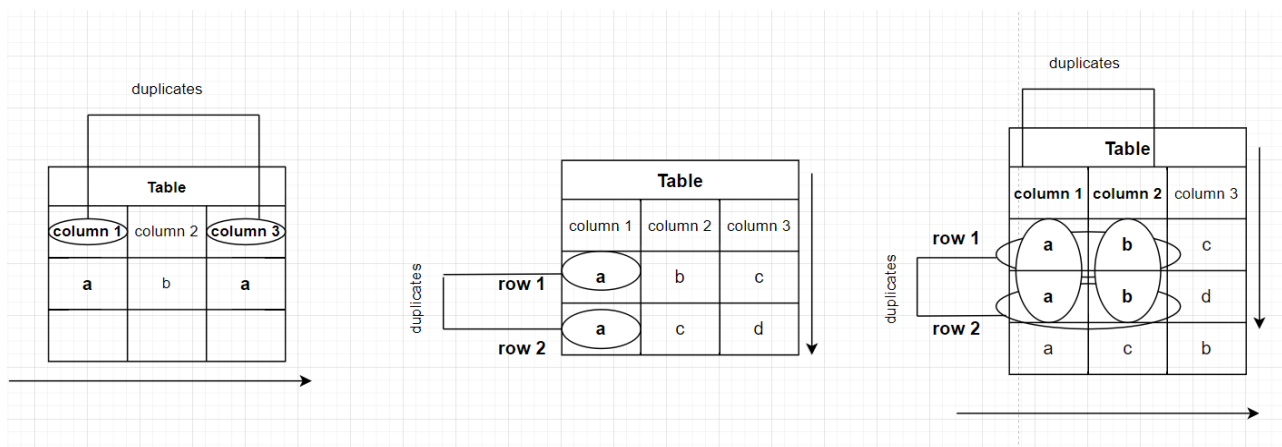 duplicates
Table
column 1 column 2 column 3
a b a
duplicates
Table
column 1 column 2 column 3
row 1 a b c
row 2 a c d
duplicates
duplicates
Table
column 1 column 2 column 3
row 1 a b c
row 2 a b d
a c b